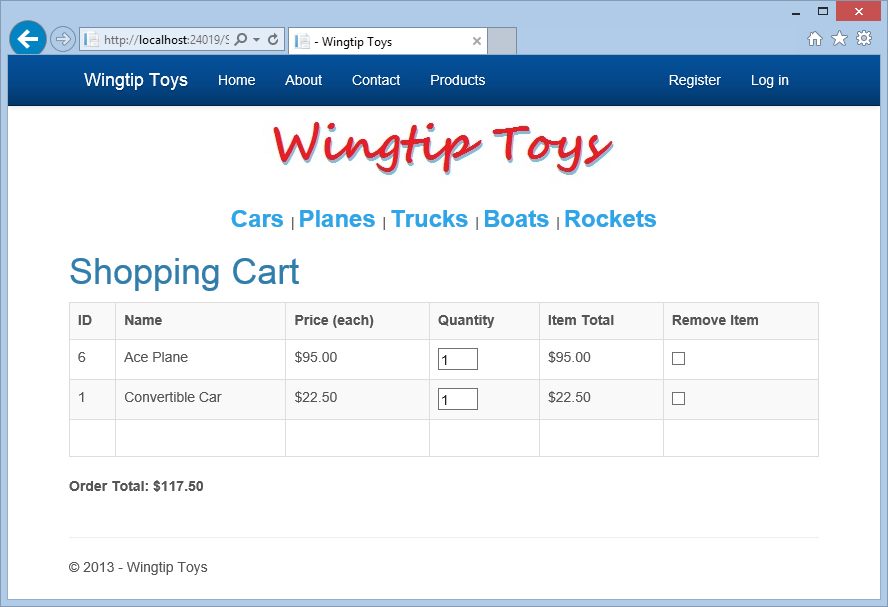 http://localhost:24019/S
- Wingtip Toys
Wingtip Toys Home About Contact Products Register Log in
Wingtip Toys
Cars | Planes | Trucks | Boats | Rockets
Shopping Cart
ID Name Price (each) Quantity Item Total Remove Item
6 Ace Plane $95.00 1 $95.00
1 Convertible Car $22.50 1 $22.50
Order Total: $117.50
© 2013 - Wingtip Toys